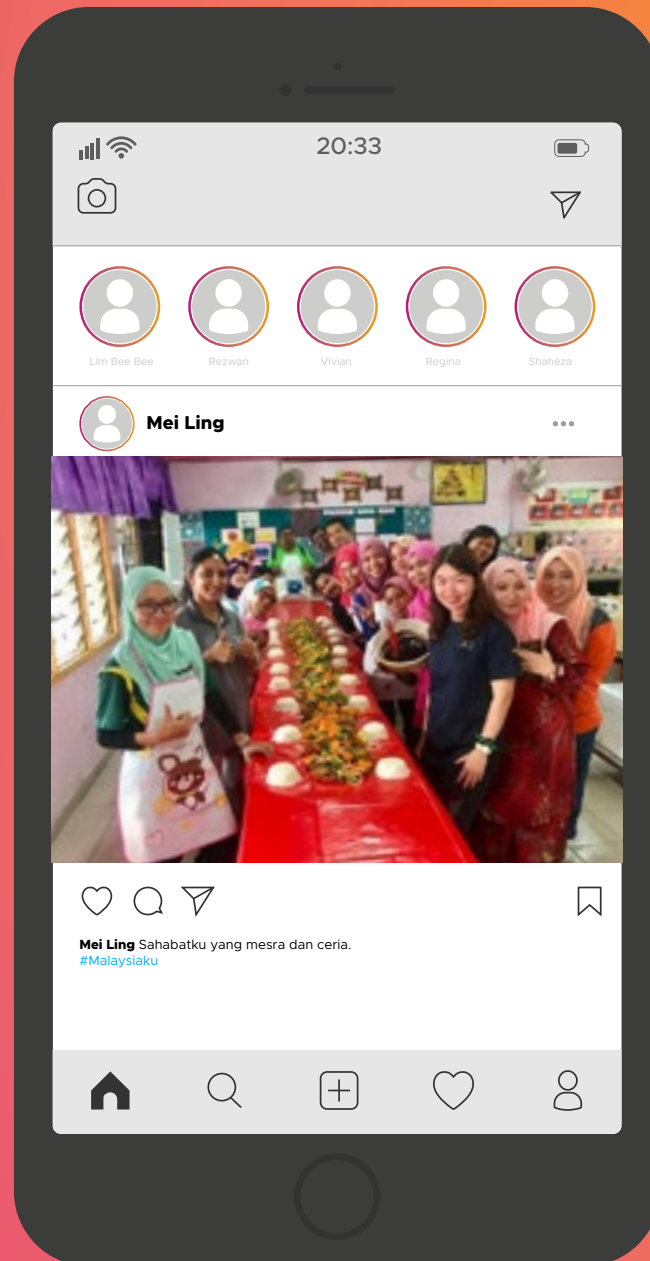 20:33
LIm Bee Bee
Rezwan
Vivian
Regina
Shaheza
Mei Ling
Mei Ling Sahabatku yang mesra dan ceria.
#Malaysiaku